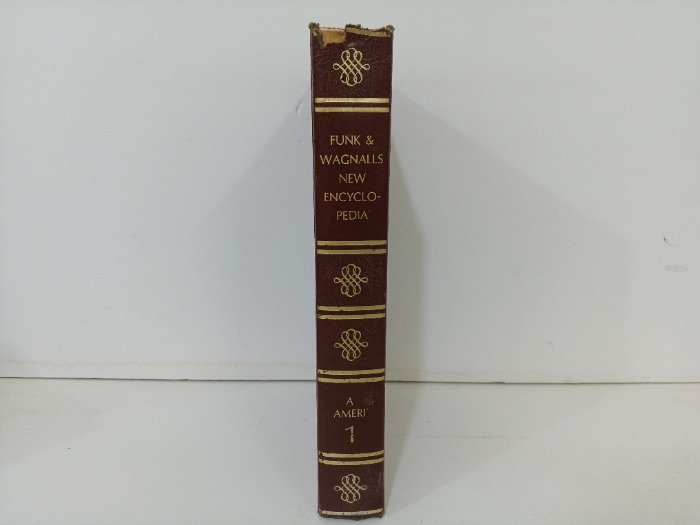 FUNK &
WAGNALLS
NEW
ENCYCLO-
PEDIA
A
AMERI
1